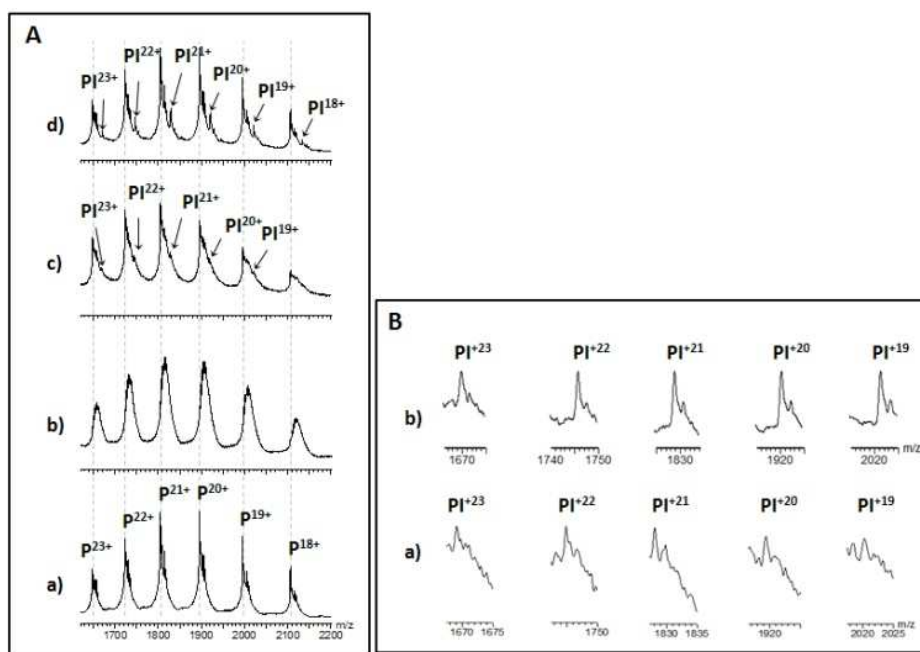 A
PI23+
PI22+
PI21+
PI20+
PI19+
PI18+
d)
PI23+
PI22+
PI21+
PI20+
PI19+
c)
b)
P23+
P22+
P21+
P20+
P19+
P18+
a)
1700 1800 1900 2000 2100 2200 m/z
B
PI+23 PI+22 PI+21 PI+20 PI+19
b)
1670 1740 1750 1830 1920 2020 m/z
PI+23 PI+22 PI+21 PI+20 PI+19
a)
1670 1675 1750 1830 1835 1920 2020 2025 m/z